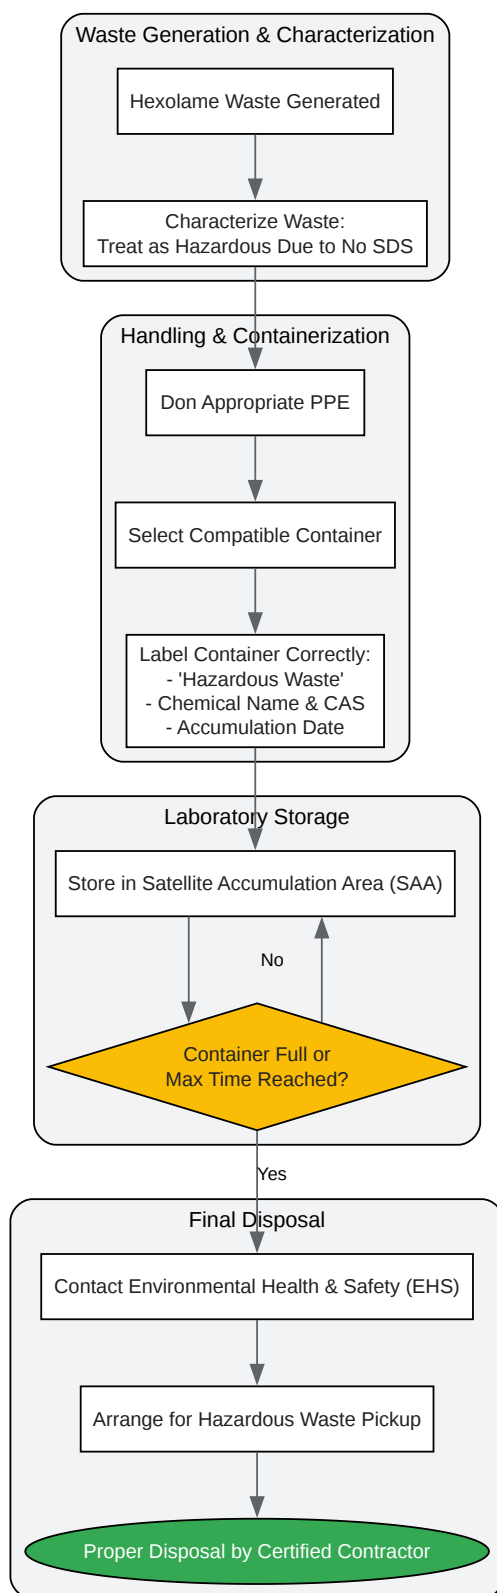 Waste Generation & Characterization
Hexolame Waste Generated
Characterize Waste:
Treat as Hazardous Due to No SDS
Handling & Containerization
Don Appropriate PPE
Select Compatible Container
Label Container Correctly:
- 'Hazardous Waste'
- Chemical Name & CAS
- Accumulation Date
Laboratory Storage
Store in Satellite Accumulation Area (SAA)
No
Container Full or
Max Time Reached?
Yes
Final Disposal
Contact Environmental Health & Safety (EHS)
Arrange for Hazardous Waste Pickup
Proper Disposal by Certified Contractor